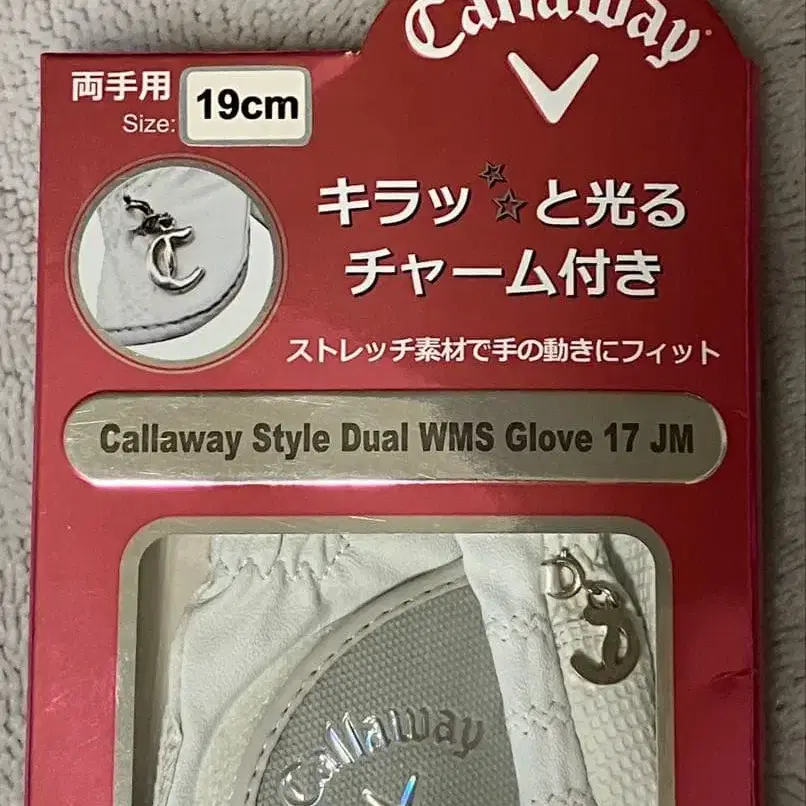 Callaway
両手用
Size: 19cm
キラッと光る
チャーム付き
ストレッチ素材で手の動きにフィット
Callaway Style Dual WMS Glove 17 JM
Callaway